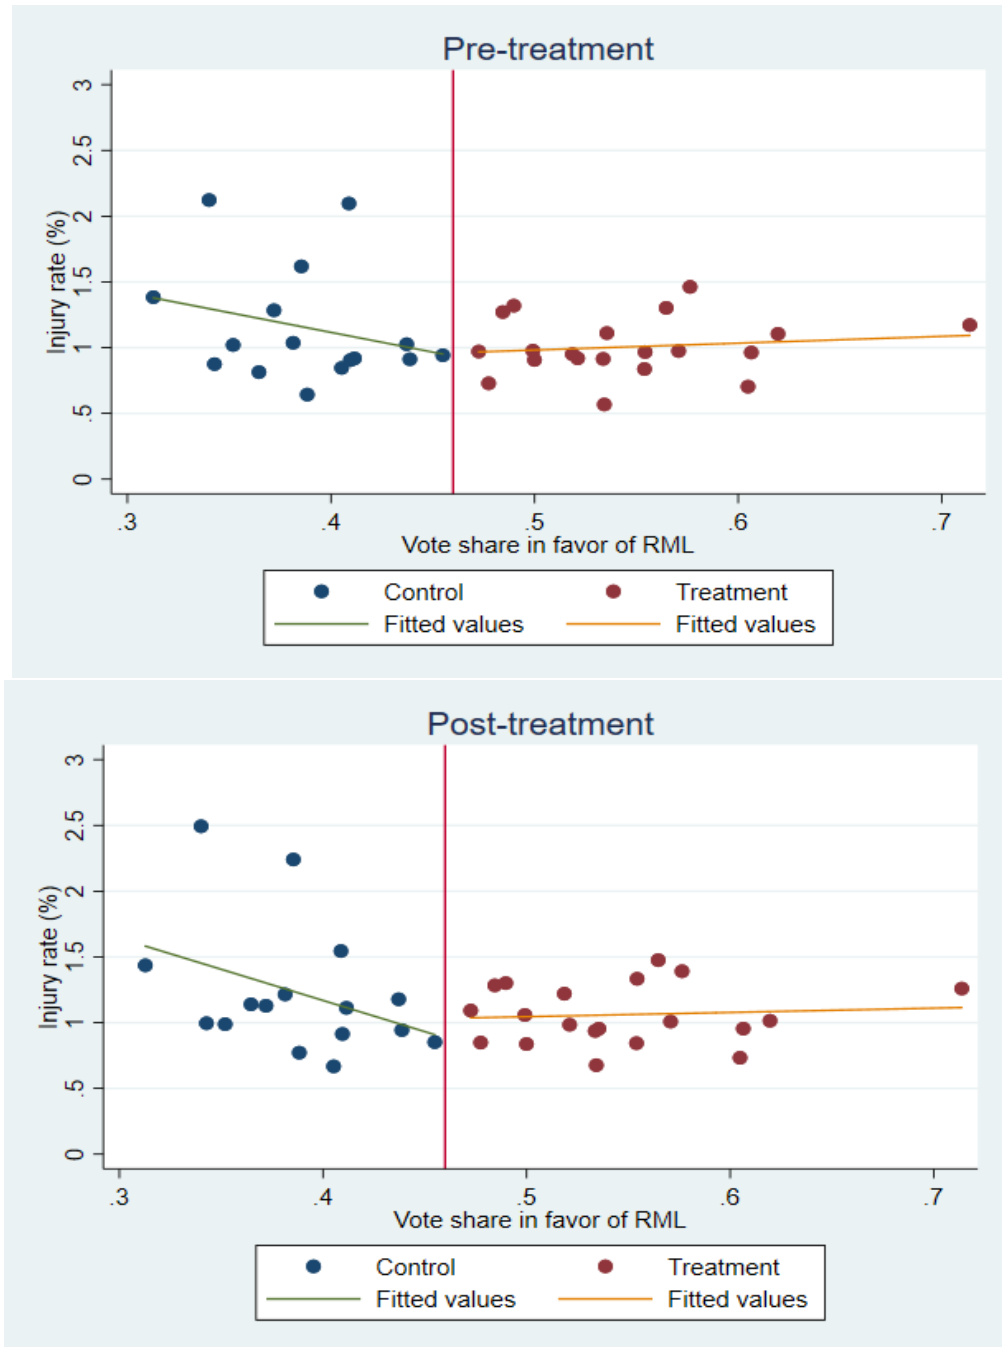 Pre-treatment
Injury rate (%)
3
2.5
2
1.5
1
.5
0
.3 .4 .5 .6 .7
Vote share in favor of RML
Control Treatment
Fitted values Fitted values
Post-treatment
Injury rate (%)
3
2.5
2
1.5
1
.5
0
.3 .4 .5 .6 .7
Vote share in favor of RML
Control Treatment
Fitted values Fitted values